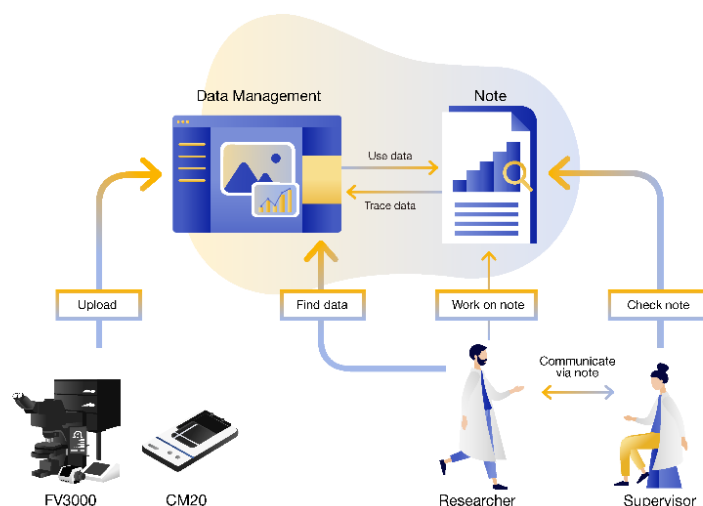 Data Management
Note
Use data
Trace data
Upload
Find data
Work on note
Check note
Communicate
via note
FV3000
CM20
Researcher
Supervisor